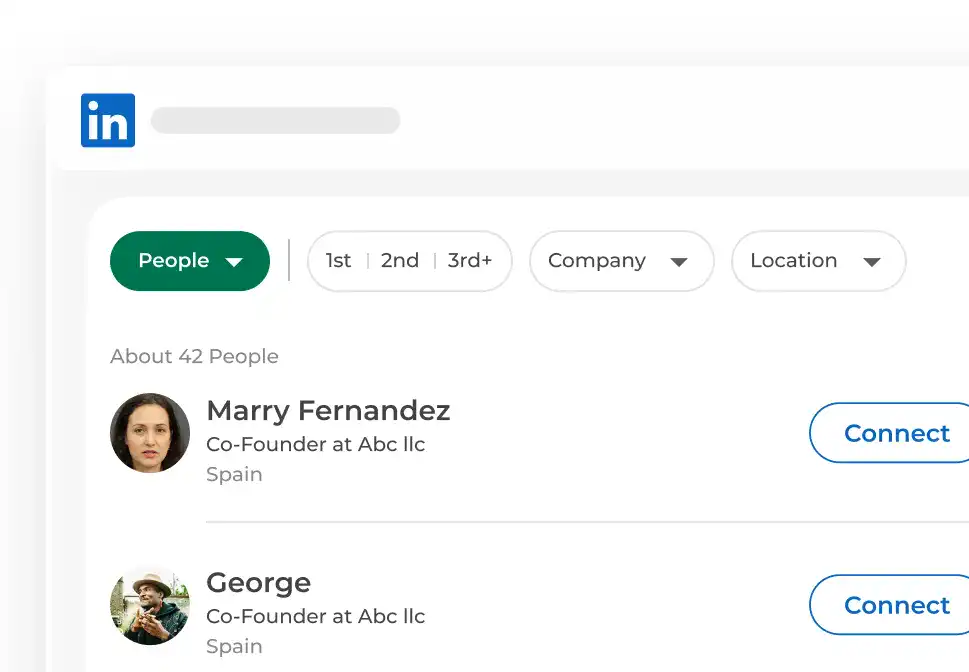 in
People
1st | 2nd | 3rd+
Company
Location
About 42 People
Marry Fernandez
Co-Founder at Abc llc
Spain
Connect
George
Co-Founder at Abc llc
Spain
Connect